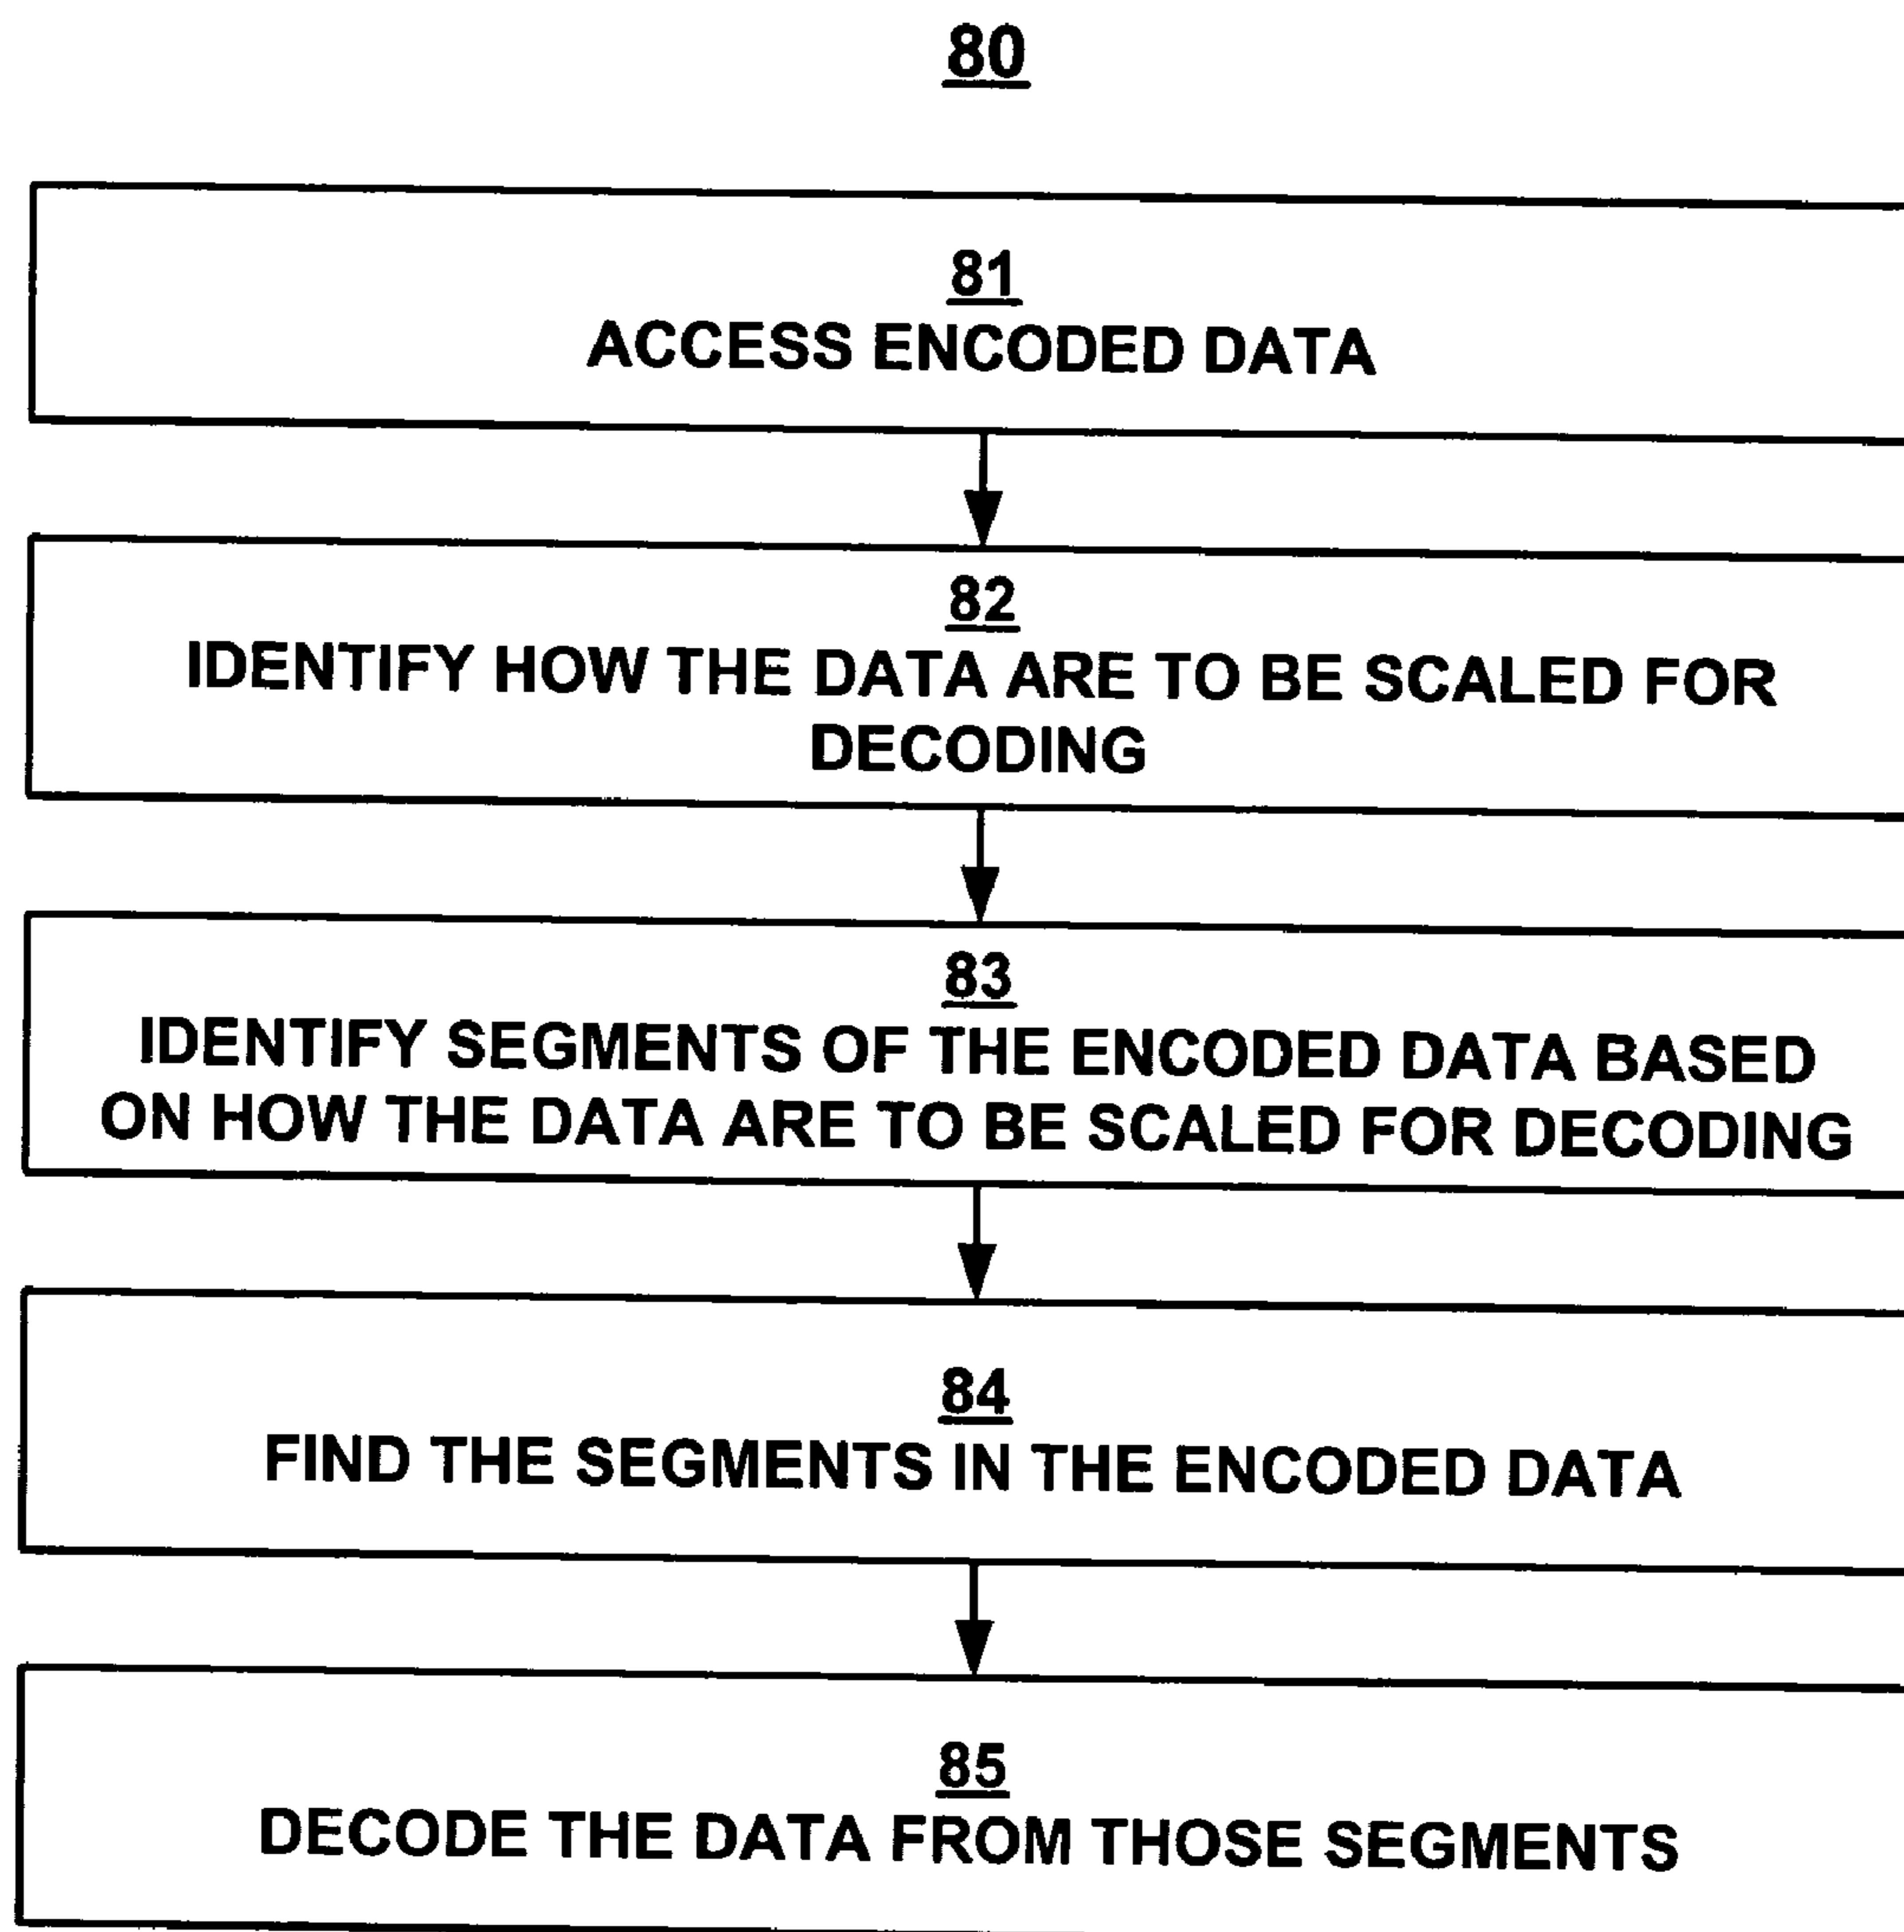 80
81
ACCESS ENCODED DATA
82
IDENTIFY HOW THE DATA ARE TO BE SCALED FOR
DECODING
83
IDENTIFY SEGMENTS OF THE ENCODED DATA BASED
ON HOW THE DATA ARE TO BE SCALED FOR DECODING
84
FIND THE SEGMENTS IN THE ENCODED DATA
85
DECODE THE DATA FROM THOSE SEGMENTS